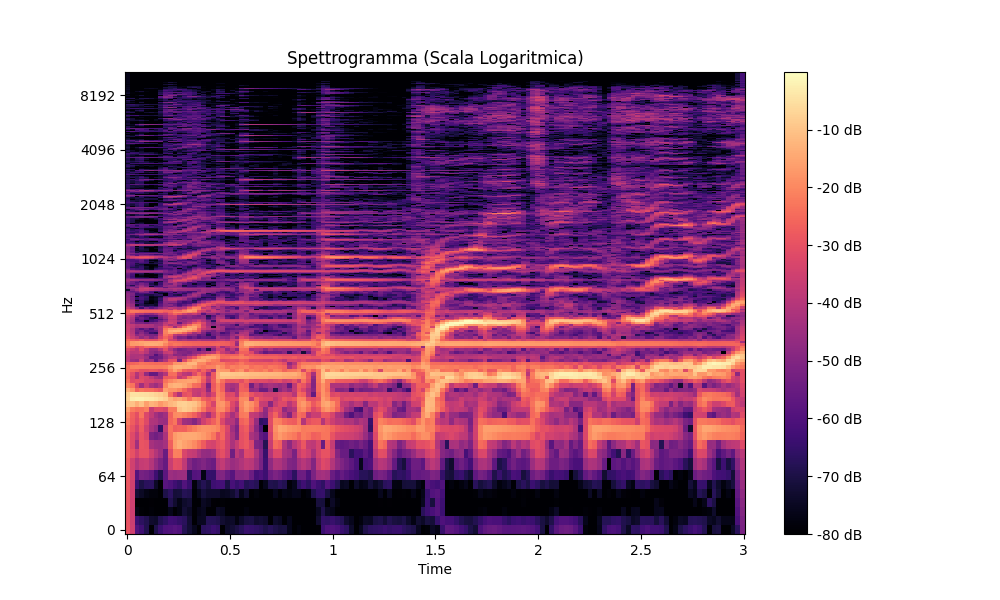 Spettrogramma (Scala Logaritmica)
8192
4096
2048
1024
512
256
128
64
0
Hz
0
0.5
1
1.5
2
2.5
3
Time
-10 dB
-20 dB
-30 dB
-40 dB
-50 dB
-60 dB
-70 dB
-80 dB